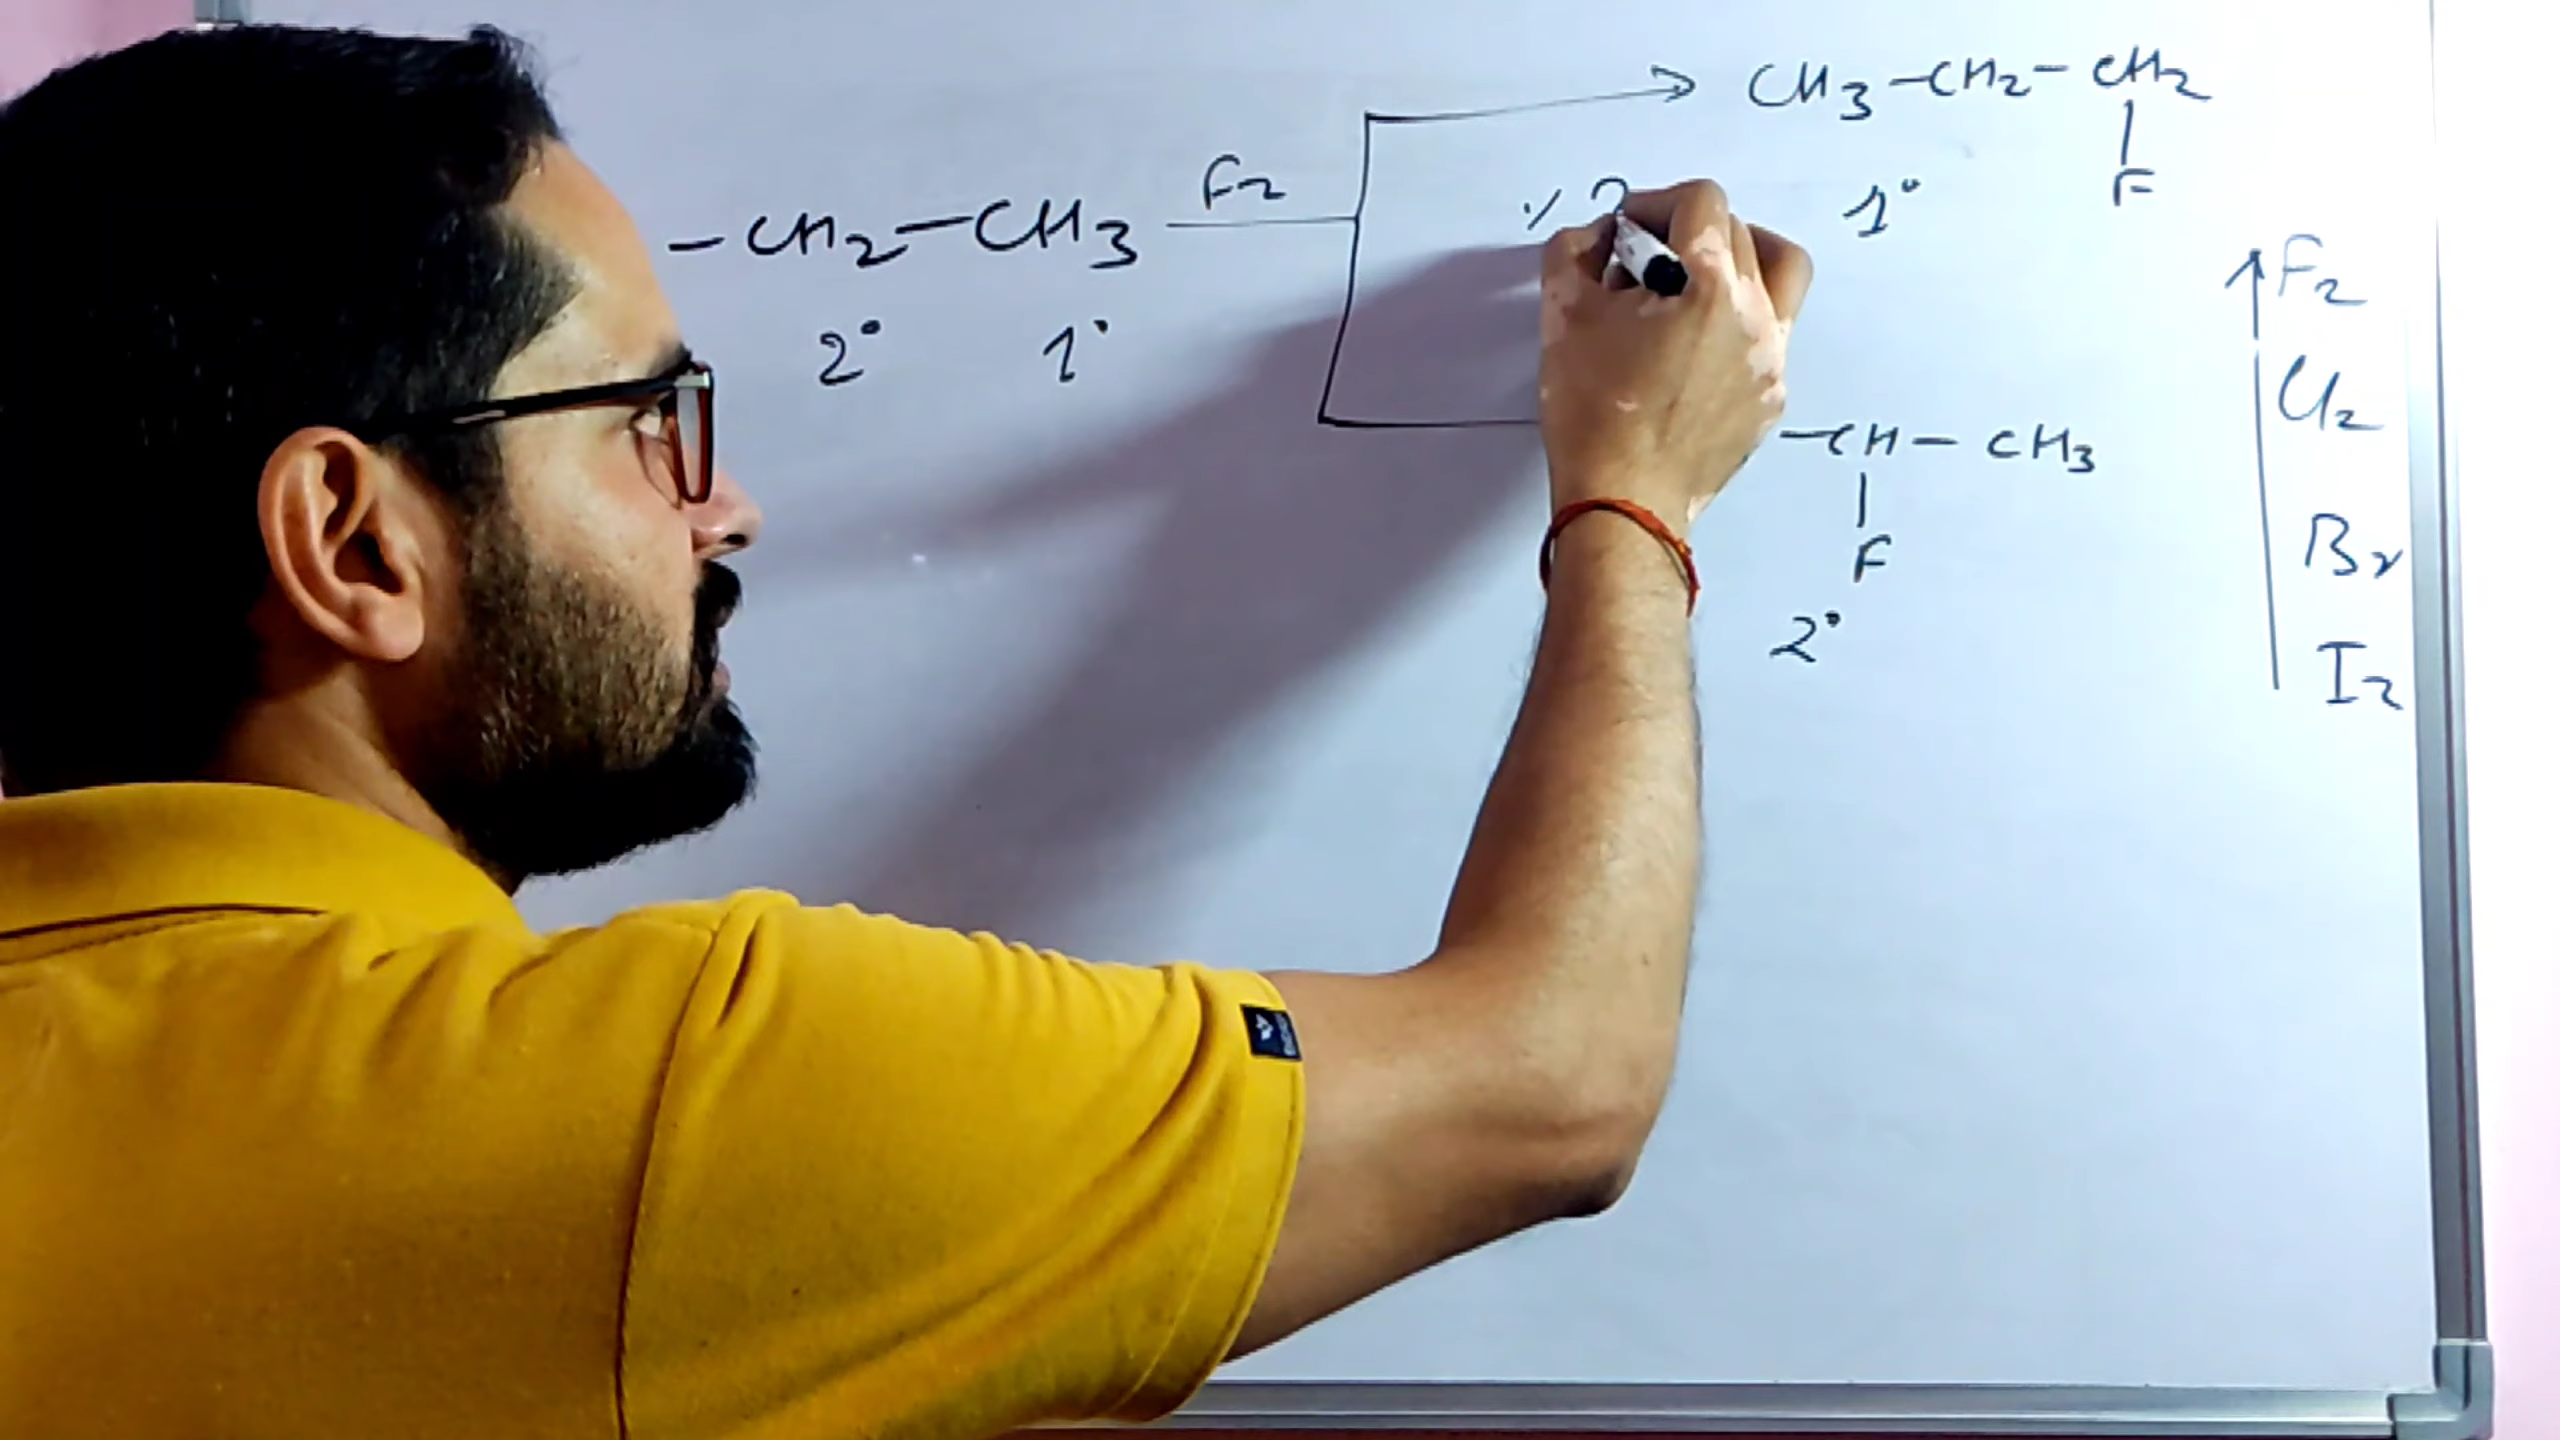 CH3-CH2-CH2
F
1°
F2
-CH2-CH3
% ?
2° 1°
-CH-CH3
F
2°
F2
Cl2
Br
I2